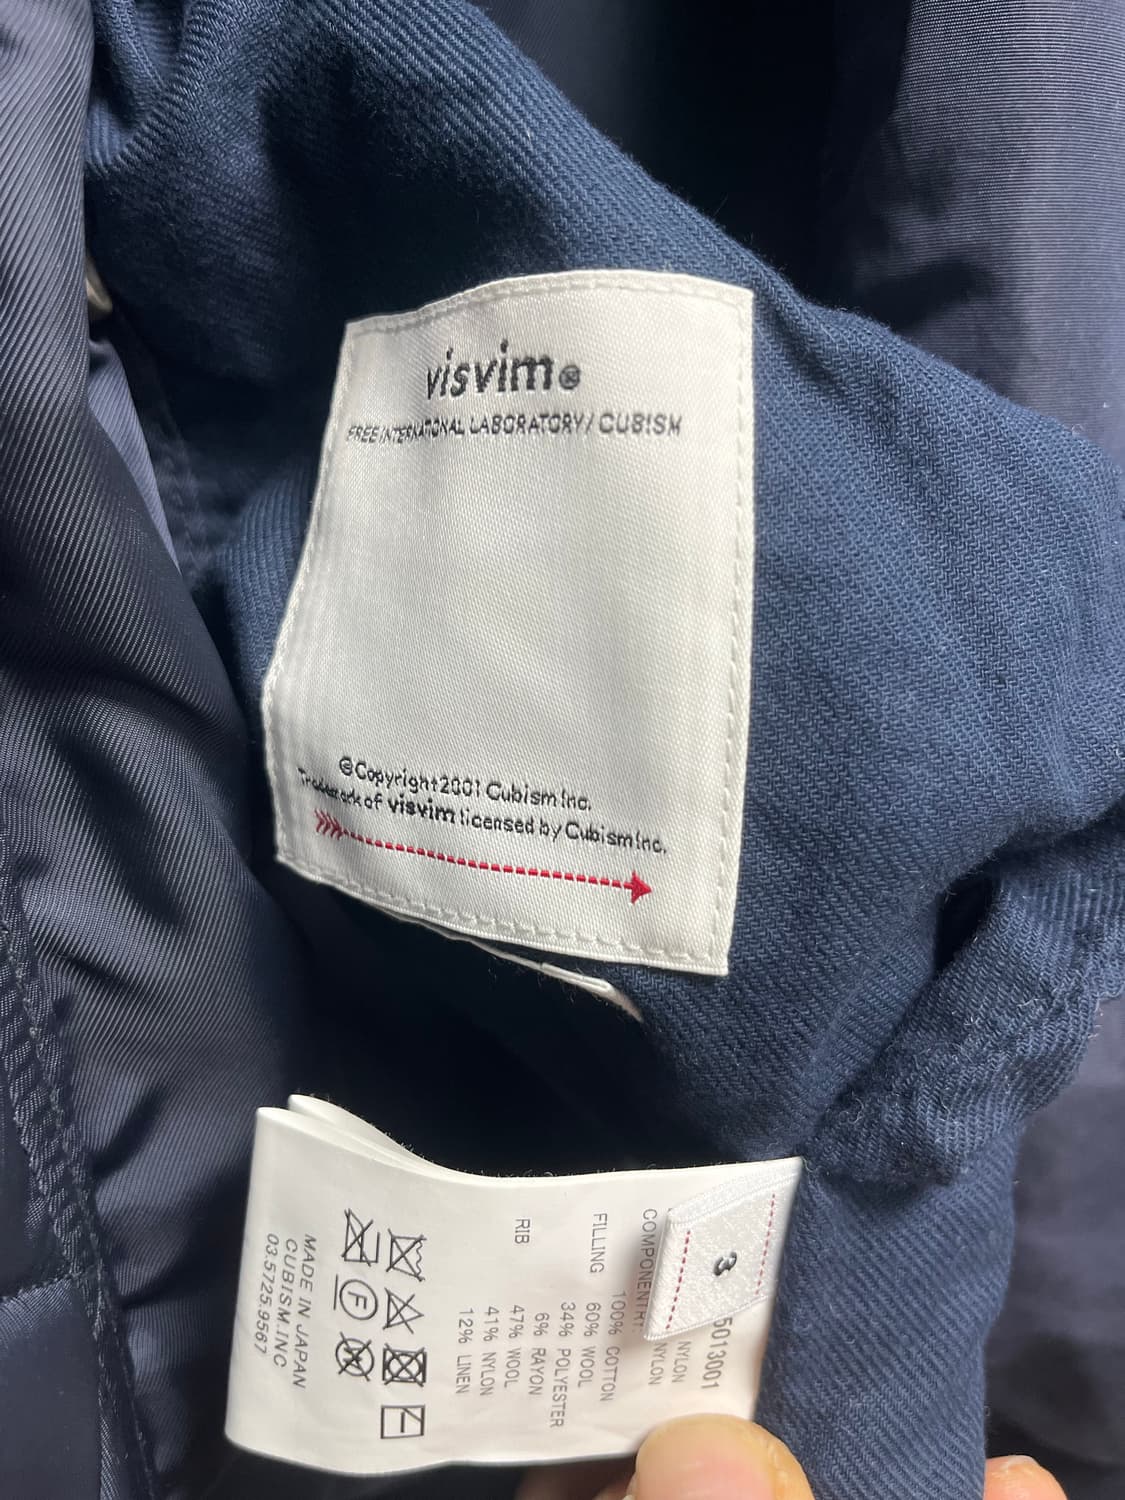 visvim®
FREE INTERNATIONAL LABORATORY / CUBISM
©Copyright2001 Cubism Inc.
Trademark of visvim licensed by Cubism Inc.
3
5013001
NYLON
COMPONENTRY NYLON
100% COTTON
FILLING 60% WOOL
34% POLYESTER
6% RAYON
RIB 47% WOOL
41% NYLON
12% LINEN
F
MADE IN JAPAN
CUBISM.INC
03.5725.9567